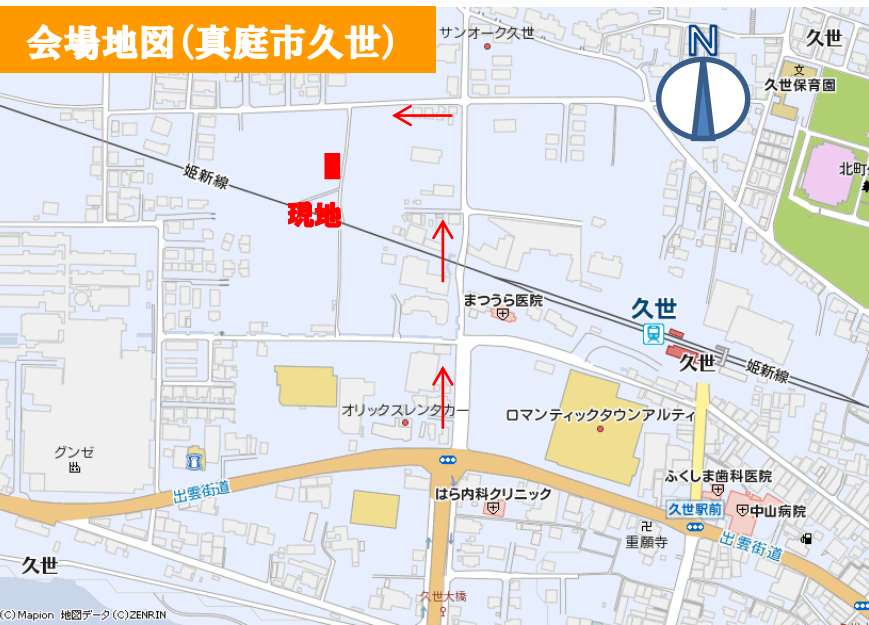 会場地図(真庭市久世)
サンオーク久世
N
久世
文
久世保育園
北町
姫新線
現地
まつうら医院
久世
久世
姫新線
オリックスレンタカー
ロマンティックタウンアルティ
グンゼ
ふくしま歯科医院
出雲街道
はら内科クリニック
久世駅前
中山病院
卍
重願寺
出雲街道
久世
久世大橋
(C)Mapion 地図データ(C)ZENRIN